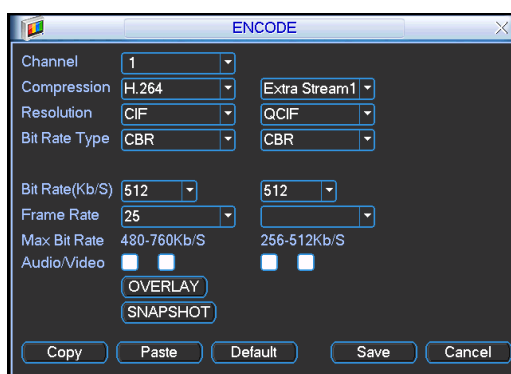 ENCODE
Channel 1
Compression H.264 Extra Stream1
Resolution CIF QCIF
Bit Rate Type CBR CBR
Bit Rate(Kb/S) 512 512
Frame Rate 25
Max Bit Rate 480-760Kb/S 256-512Kb/S
Audio/Video
OVERLAY
SNAPSHOT
Copy Paste Default Save Cancel